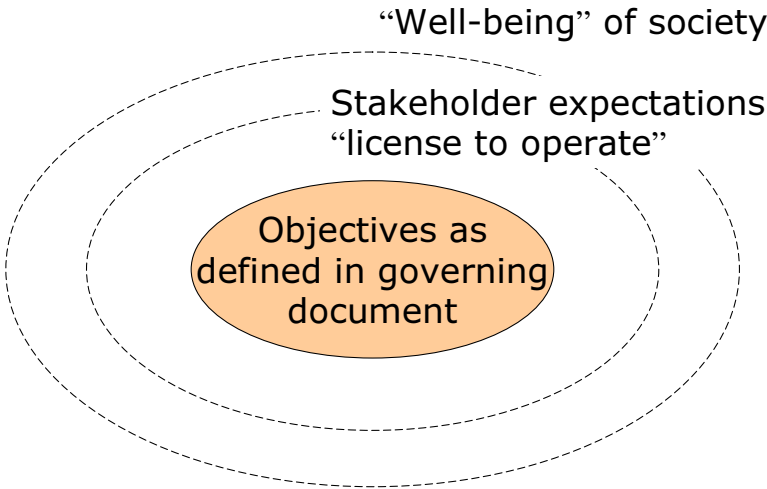 “Well-being” of society
Stakeholder expectations
“license to operate”
Objectives as
defined in governing
document